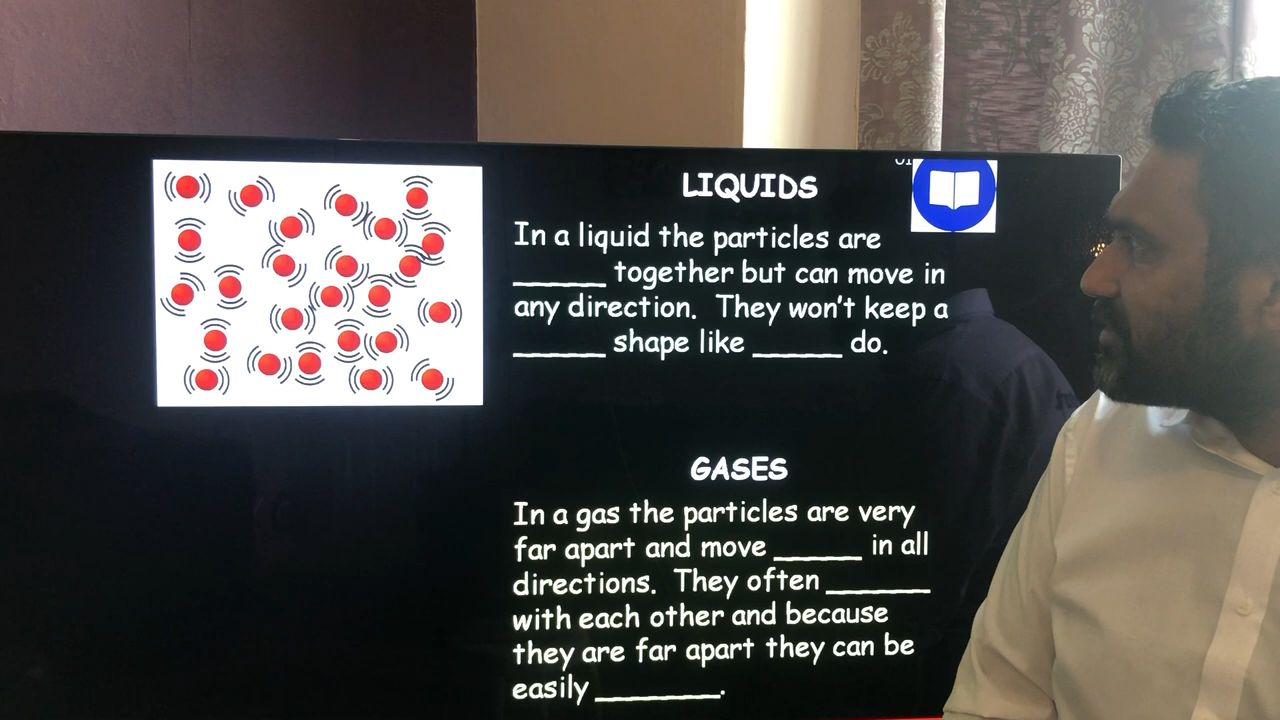 LIQUIDS
In a liquid the particles are
______ together but can move in
any direction. They won't keep a
______ shape like ______ do.
GASES
In a gas the particles are very
far apart and move ______ in all
directions. They often _______
with each other and because
they are far apart they can be
easily ________.